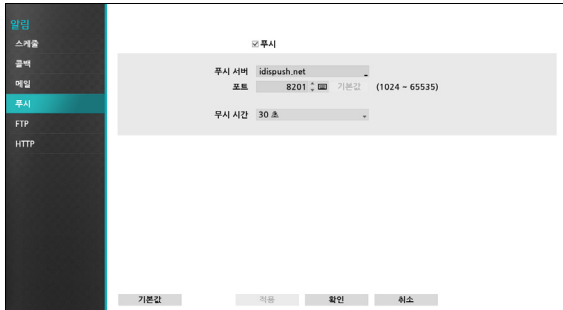 알림
스케줄
콜백
메일
푸시
FTP
HTTP
푸시
푸시 서버 idispush.net
포트 8201 기본값 (1024 ~ 65535)
무시 시간 30 초
기본값 적용 확인 취소